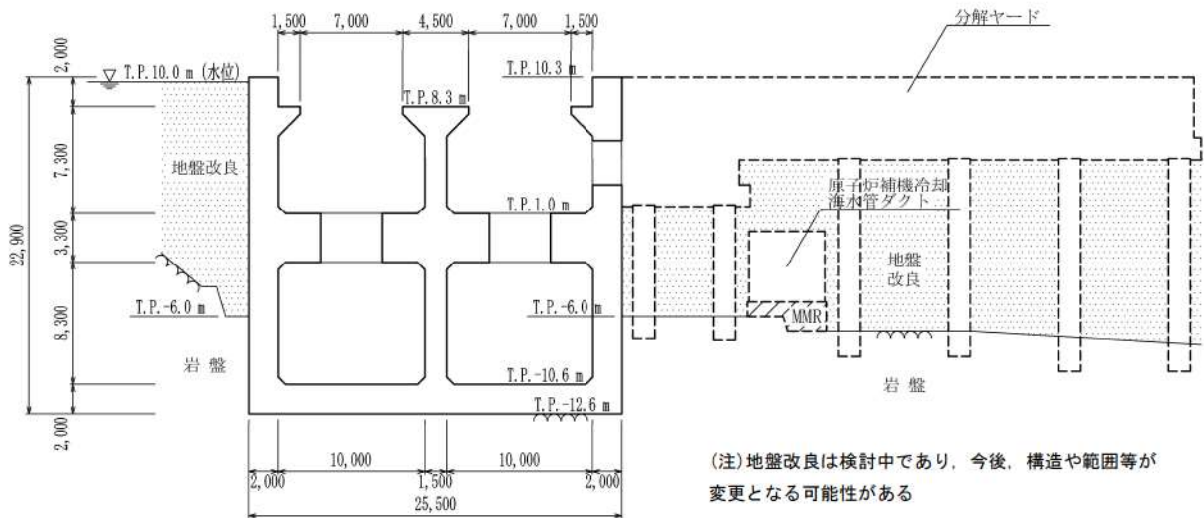 1,500
7,000
4,500
7,000
1,500
分解ヤード
2,000
T.P.10.0 m (水位)
T.P.10.3 m
T.P.8.3 m
地盤改良
7,300
原子炉補機冷却
海水管ダクト
T.P.1.0 m
22,900
3,300
地盤
改良
T.P.-6.0 m
T.P.-6.0 m
MMR
8,300
岩 盤
岩 盤
T.P.-10.6 m
T.P.-12.6 m
2,000
2,000
10,000
1,500
10,000
2,000
25,500
(注)地盤改良は検討中であり，今後，構造や範囲等が
変更となる可能性がある